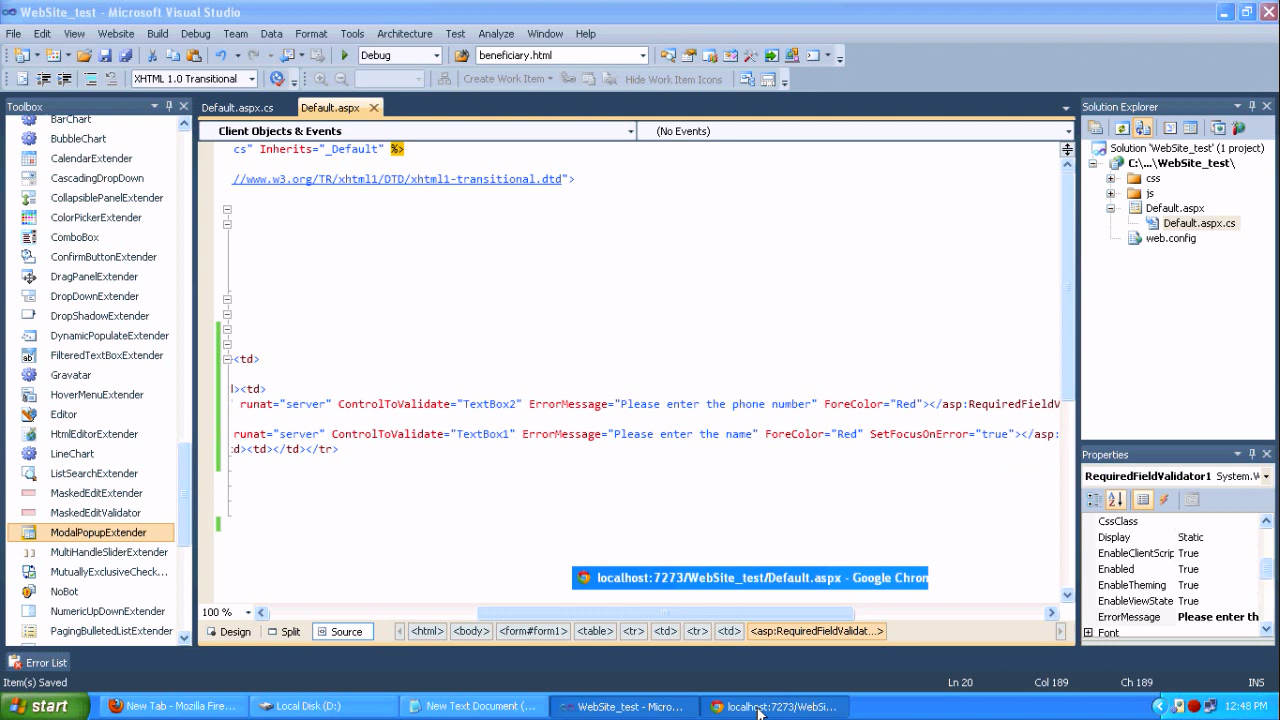 WebSite_test - Microsoft Visual Studio
File Edit View Website Build Debug Team Data Format Tools Architecture Test Analyze Window Help
Debug beneficiary.html
XHTML 1.0 Transitional Create Work Item Hide Work Item Icons
Toolbox
BarChart
BubbleChart
CalendarExtender
CascadingDropDown
CollapsiblePanelExtender
ColorPickerExtender
ComboBox
ConfirmButtonExtender
DragPanelExtender
DropDownExtender
DropShadowExtender
DynamicPopulateExtender
FilteredTextBoxExtender
Gravatar
HoverMenuExtender
Editor
HtmlEditorExtender
LineChart
ListSearchExtender
MaskedEditExtender
MaskedEditValidator
ModalPopupExtender
MultiHandleSliderExtender
MutuallyExclusiveCheck...
NoBot
NumericUpDownExtender
PagingBulletedListExtender
Default.aspx.cs Default.aspx
Client Objects & Events (No Events)
cs" Inherits="_Default" %>
//www.w3.org/TR/xhtml1/DTD/xhtml1-transitional.dtd">
<td>
><td>
runat="server" ControlToValidate="TextBox2" ErrorMessage="Please enter the phone number" ForeColor="Red"></asp:RequiredFieldV
runat="server" ControlToValidate="TextBox1" ErrorMessage="Please enter the name" ForeColor="Red" SetFocusOnError="true"></asp:
d><td></td></tr>
localhost:7273/WebSite_test/Default.aspx - Google Chrom
100 %
Design Split Source <html> <body> <form#form1> <table> <tr> <td> <tr> <td> <asp:RequiredFieldValidat...>
Solution Explorer
Solution 'WebSite_test' (1 project)
C:\...\WebSite_test\
css
js
Default.aspx
Default.aspx.cs
web.config
Properties
RequiredFieldValidator1 System.W
CssClass
Display Static
EnableClientScrip True
Enabled True
EnableTheming True
EnableViewState True
ErrorMessage Please enter th
Font
Error List
Item(s) Saved Ln 20 Col 189 Ch 189 INS
start New Tab - Mozilla Fire... Local Disk (D:) New Text Document (... WebSite_test - Micro... localhost:7273/WebSi... 12:48 PM